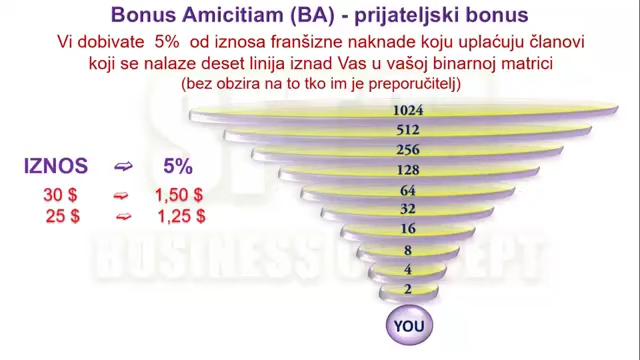 Bonus Amicitiam (BA) - prijateljski bonus
Vi dobivate 5% od iznosa franšizne naknade koju uplaćuju članovi
koji se nalaze deset linija iznad Vas u vašoj binarnoj matrici
(bez obzira na to tko im je preporučitelj)
1024
512
256
128
64
32
16
8
4
2
YOU
IZNOS ➫ 5%
30 $ ➫ 1,50 $
25 $ ➫ 1,25 $
BUSINESS CONCEPT